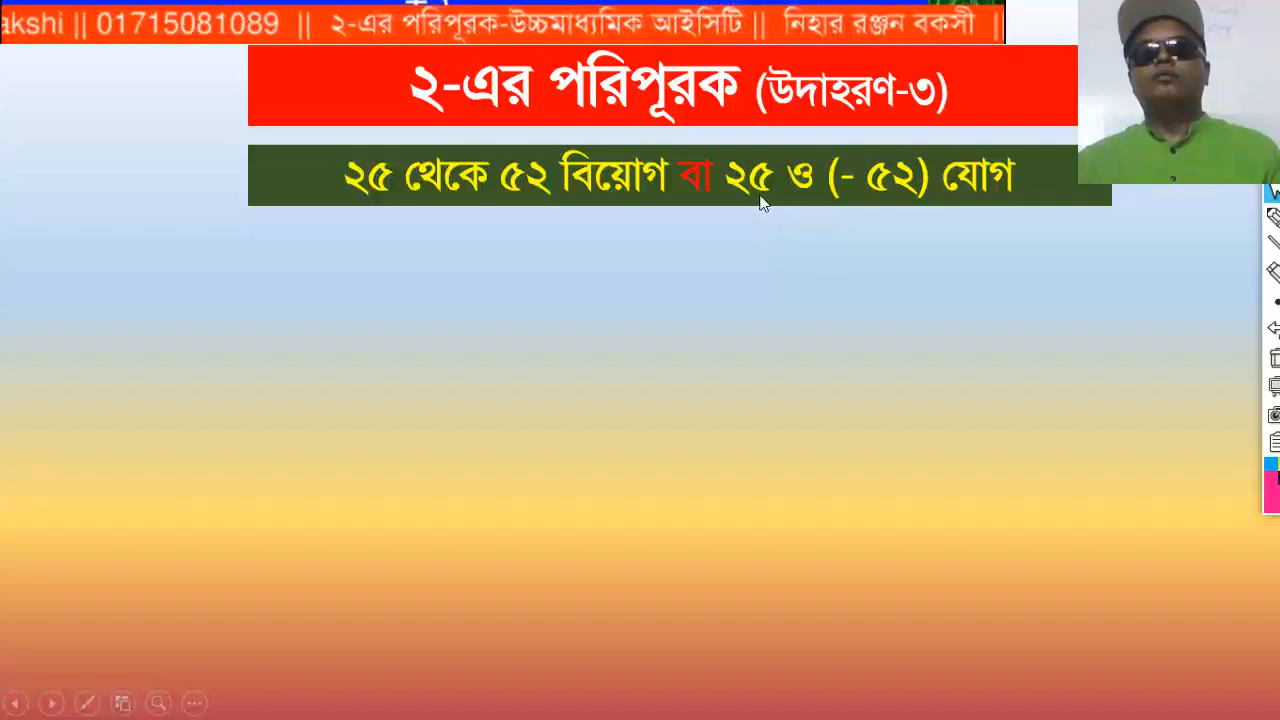 akshi || 01715081089 || ২-এর পরিপূরক-উচ্চমাধ্যমিক আইসিটি || নিহার রঞ্জন বকসী ||
২-এর পরিপূরক (উদাহরণ-৩)
২৫ থেকে ৫২ বিয়োগ বা ২৫ ও (- ৫২) যোগ